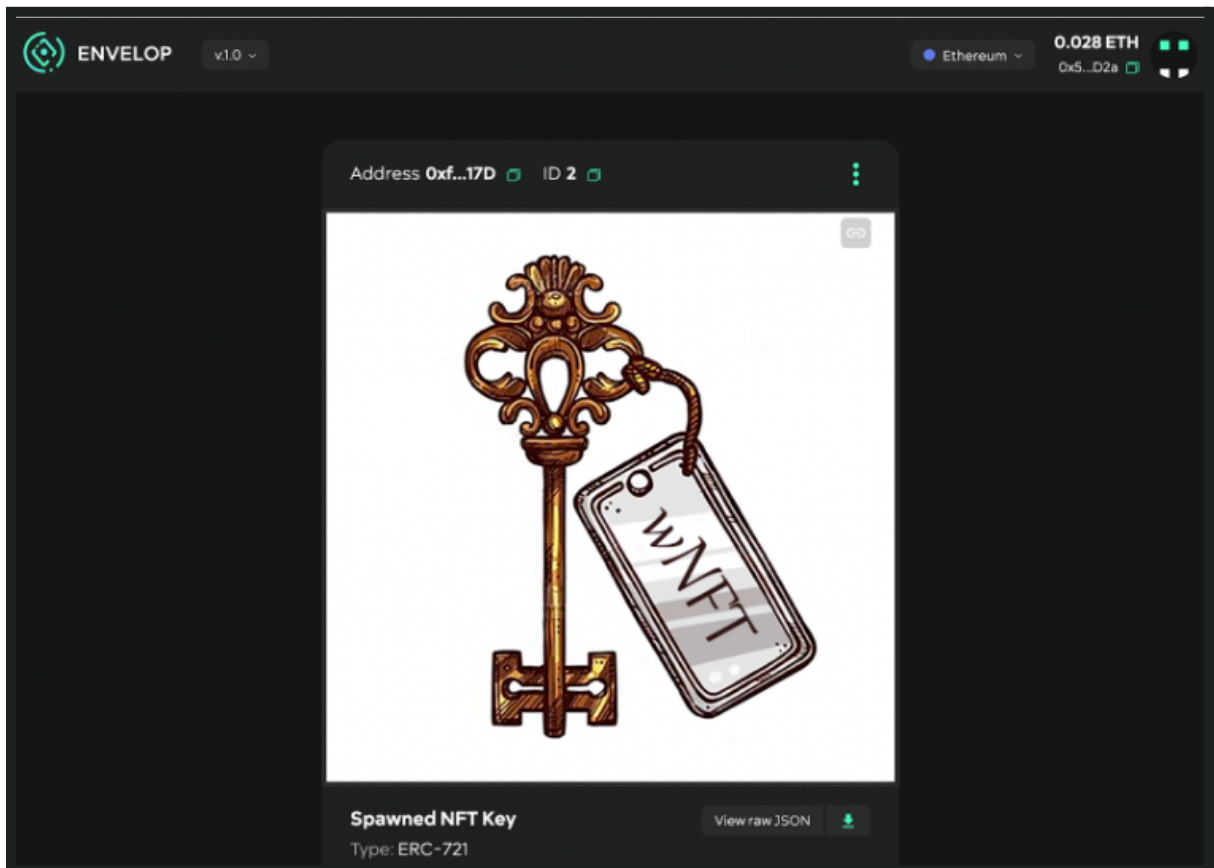 ENVELOP
v.1.0
Ethereum
0.028 ETH
0x5...D2a
Address 0xf...17D ID 2
wNFT
Spawned NFT Key
View raw JSON
Type: ERC-721